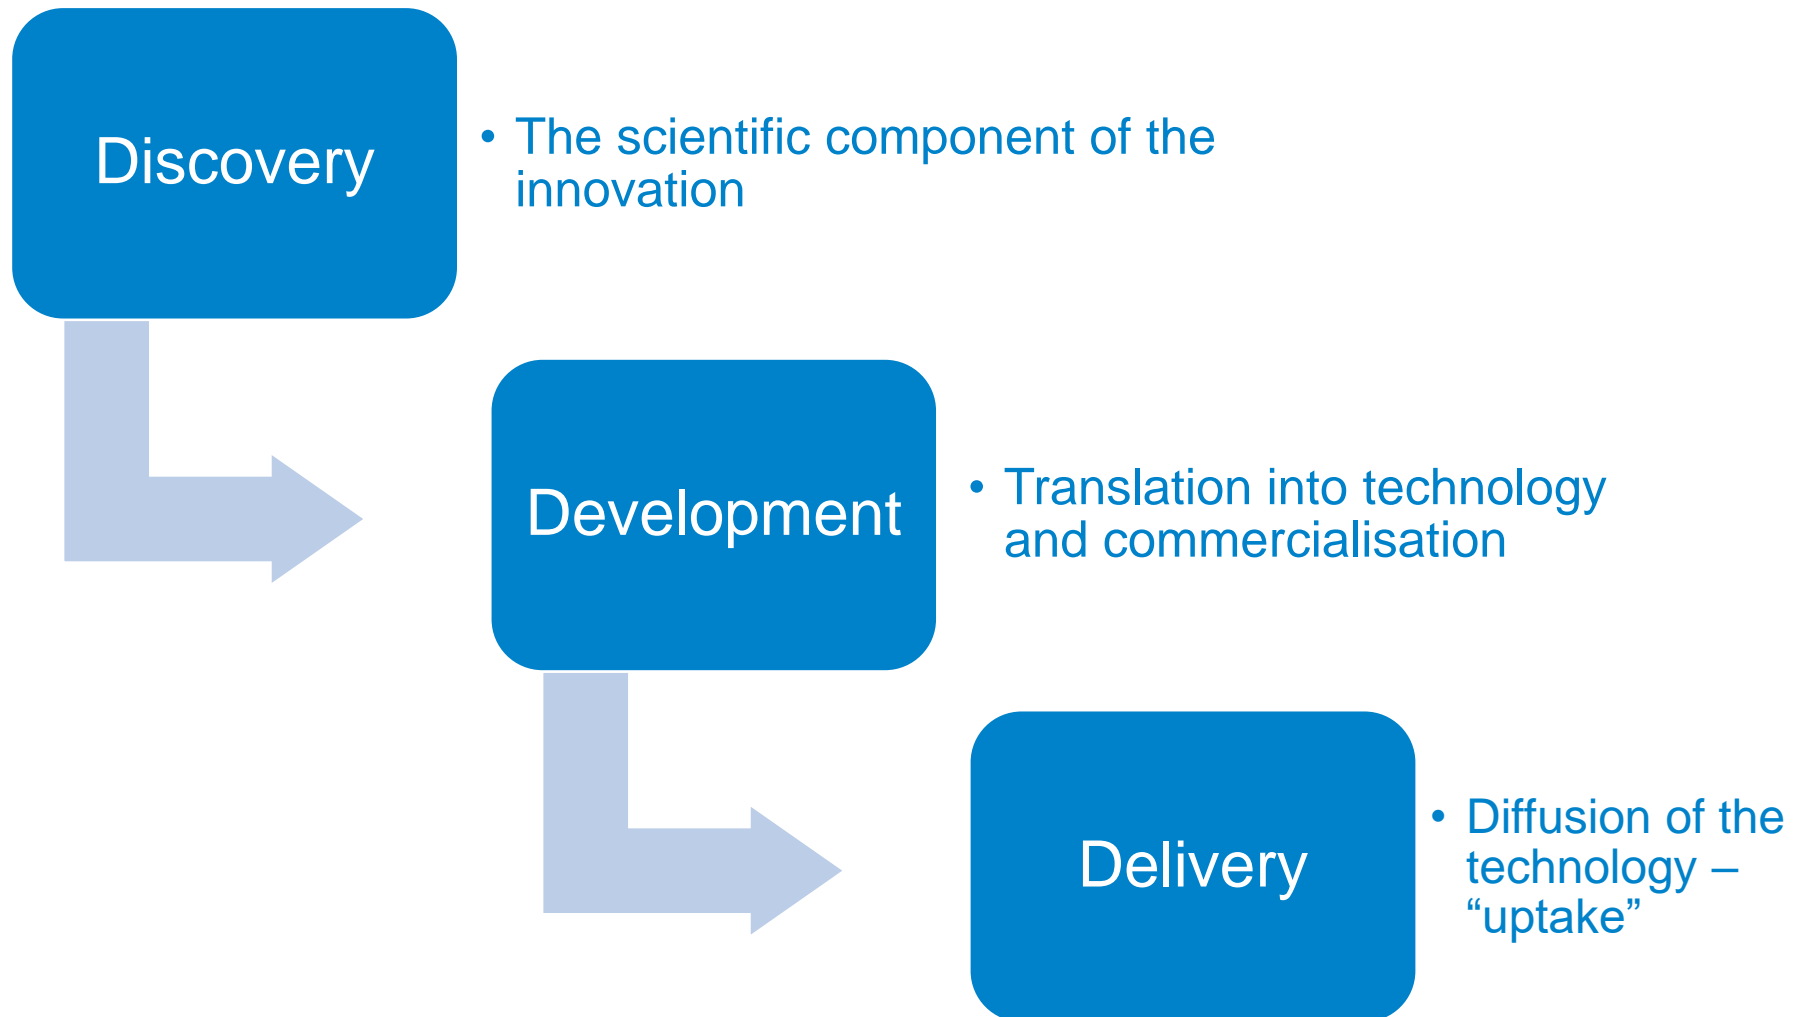 Discovery
• The scientific component of the
innovation
Development
• Translation into technology
and commercialisation
Delivery
• Diffusion of the
technology –
“uptake”